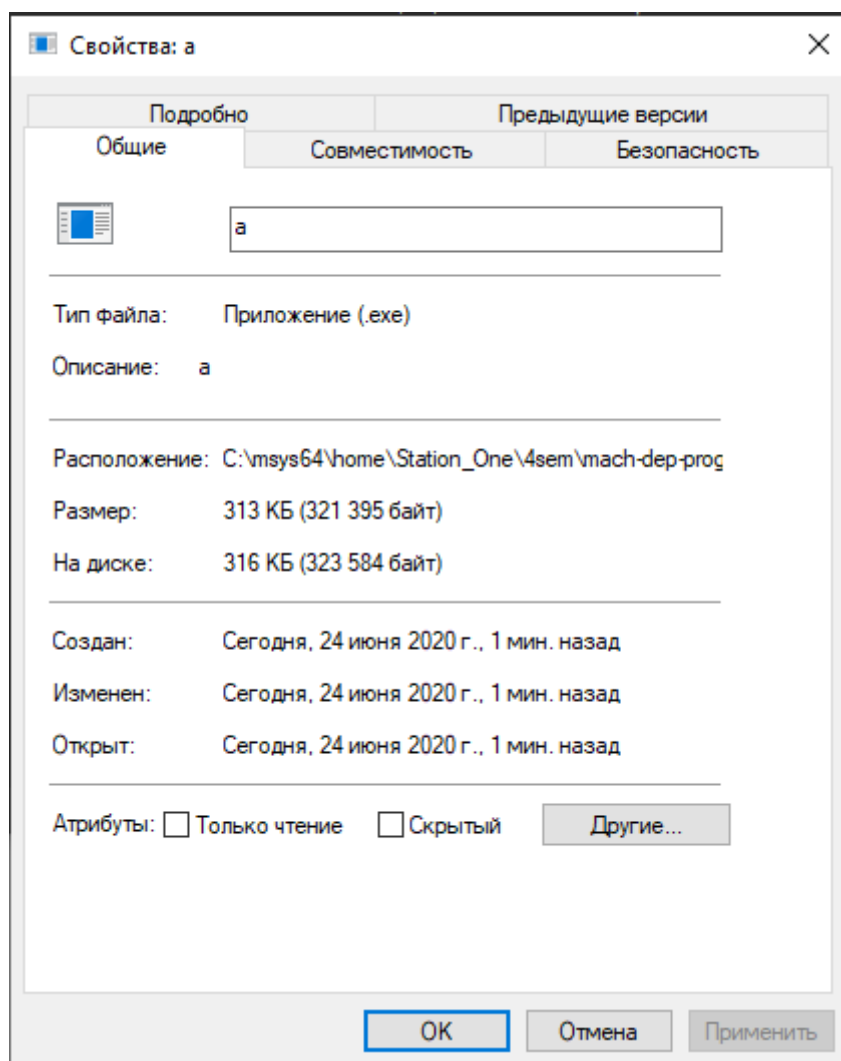 Свойства: a
Подробно Предыдущие версии
Общие Совместимость Безопасность
a
Тип файла: Приложение (.exe)
Описание: a
Расположение: C:\msys64\home\Station_One\4sem\mach-dep-prog
Размер: 313 КБ (321 395 байт)
На диске: 316 КБ (323 584 байт)
Создан: Сегодня, 24 июня 2020 г., 1 мин. назад
Изменен: Сегодня, 24 июня 2020 г., 1 мин. назад
Открыт: Сегодня, 24 июня 2020 г., 1 мин. назад
Атрибуты: Только чтение Скрытый Другие...
ОК Отмена Применить